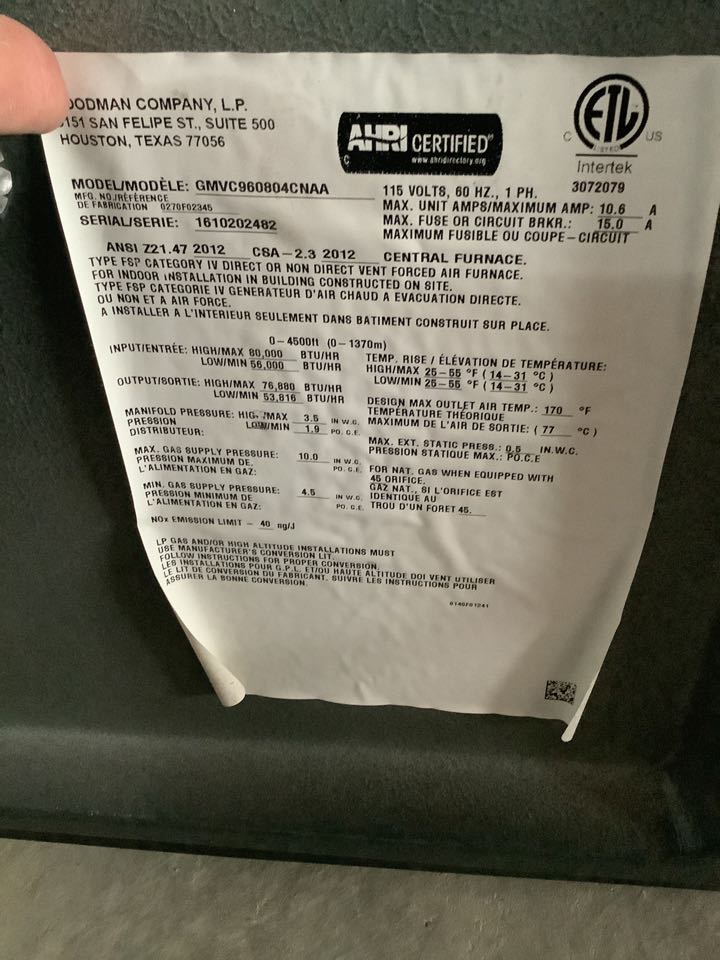 OODMAN COMPANY, L.P.
151 SAN FELIPE ST., SUITE 500
HOUSTON, TEXAS 77056
AHRI CERTIFIED
www.ahridirectory.org
C
ETL
LISTED
C US
Intertek
3072079
MODEL/MODÈLE: GMVC960804CNAA
MFG. NO./RÉFÉRENCE
DE FABRICATION 0270F02345
SERIAL/SERIE: 1610202482
115 VOLTS, 60 HZ., 1 PH.
MAX. UNIT AMPS/MAXIMUM AMP: 10.6 A
MAX. FUSE OR CIRCUIT BRKR.: 15.0 A
MAXIMUM FUSIBLE OU COUPE-CIRCUIT
ANSI Z21.47 2012 CSA-2.3 2012 CENTRAL FURNACE.
TYPE FSP CATEGORY IV DIRECT OR NON DIRECT VENT FORCED AIR FURNACE.
FOR INDOOR INSTALLATION IN BUILDING CONSTRUCTED ON SITE.
TYPE FSP CATEGORIE IV GENERATEUR D'AIR CHAUD A EVACUATION DIRECTE.
OU NON ET A AIR FORCE.
A INSTALLER A L'INTERIEUR SEULEMENT DANS BATIMENT CONSTRUIT SUR PLACE.
0-4500ft (0-1370m)
INPUT/ENTRÉE: HIGH/MAX 80,000 BTU/HR
LOW/MIN 56,000 BTU/HR
OUTPUT/SORTIE: HIGH/MAX 76,880 BTU/HR
LOW/MIN 53,816 BTU/HR
MANIFOLD PRESSURE: HIGH/MAX 3.5 IN W.C.
PRESSION LOW/MIN 1.9 PO. C.E.
DISTRIBUTEUR:
MAX. GAS SUPPLY PRESSURE: 10.0 IN W.C.
PRESSION MAXIMUM DE PO. C.E.
L'ALIMENTATION EN GAZ:
MIN. GAS SUPPLY PRESSURE: 4.5 IN W.C.
PRESSION MINIMUM DE PO. C.E.
L'ALIMENTATION EN GAZ:
NOx EMISSION LIMIT - 40 ng/J
TEMP. RISE / ÉLÉVATION DE TEMPÉRATURE:
HIGH/MAX 25-55 °F ( 14-31 °C )
LOW/MIN 25-55 °F ( 14-31 °C )
DESIGN MAX OUTLET AIR TEMP.: 170 °F
TEMPÉRATURE THÉORIQUE
MAXIMUM DE L'AIR DE SORTIE: ( 77 °C )
MAX. EXT. STATIC PRESS.: 0.5 IN.W.C.
PRESSION STATIQUE MAX.: PO.C.E
FOR NAT. GAS WHEN EQUIPPED WITH
45 ORIFICE.
GAZ NAT., SI L'ORIFICE EST
IDENTIQUE AU
TROU D'UN FORET 45.
LP GAS AND/OR HIGH ALTITUDE INSTALLATIONS MUST
USE MANUFACTURER'S CONVERSION LIT.
FOLLOW INSTRUCTIONS FOR PROPER CONVERSION.
LES INSTALLATIONS POUR G.P.L. ET/OU HAUTE ALTITUDE DOI VENT UTILISER
LE LIT DE CONVERSION DU FABRICANT. SUIVRE LES INSTRUCTIONS POUR
ASSURER LA BONNE CONVERSION.
0140F01241